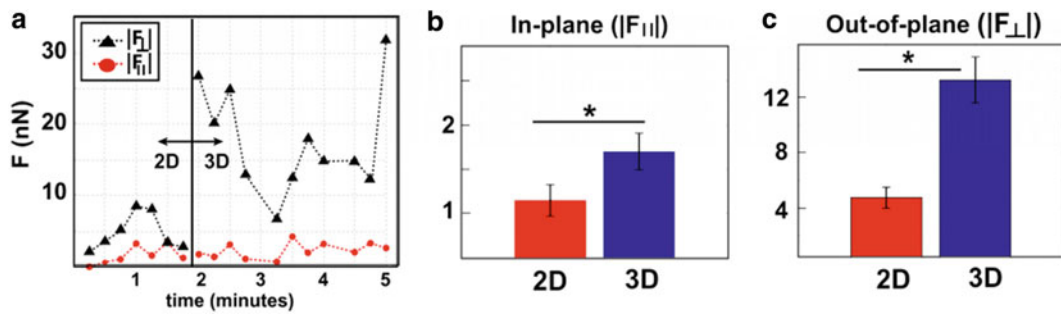 a
F (nN)
30
20
10
|F⊥|
|F||||
2D
3D
1
2
3
4
5
time (minutes)
b
In-plane (|F|||)
2
1
*
2D
3D
c
Out-of-plane (|F⊥|)
12
8
4
*
2D
3D